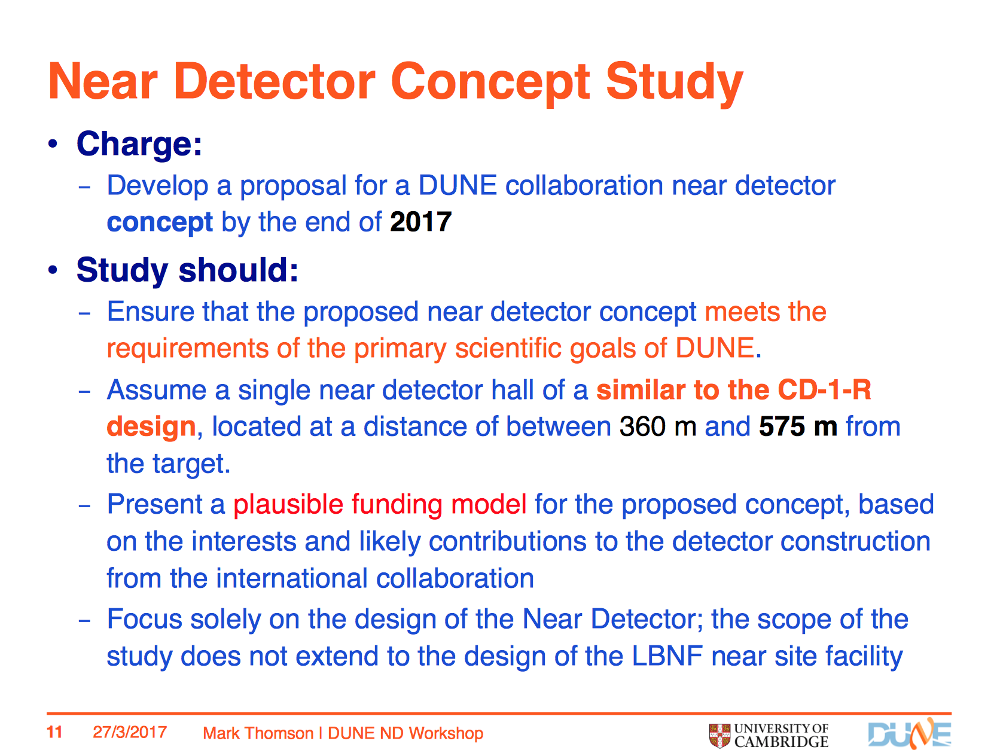 Near Detector Concept Study
• Charge:
– Develop a proposal for a DUNE collaboration near detector
concept by the end of 2017
• Study should:
– Ensure that the proposed near detector concept meets the
requirements of the primary scientific goals of DUNE.
– Assume a single near detector hall of a similar to the CD-1-R
design, located at a distance of between 360 m and 575 m from
the target.
– Present a plausible funding model for the proposed concept, based
on the interests and likely contributions to the detector construction
from the international collaboration
– Focus solely on the design of the Near Detector; the scope of the
study does not extend to the design of the LBNF near site facility
11 27/3/2017 Mark Thomson | DUNE ND Workshop
UNIVERSITY OF
CAMBRIDGE
DUNE